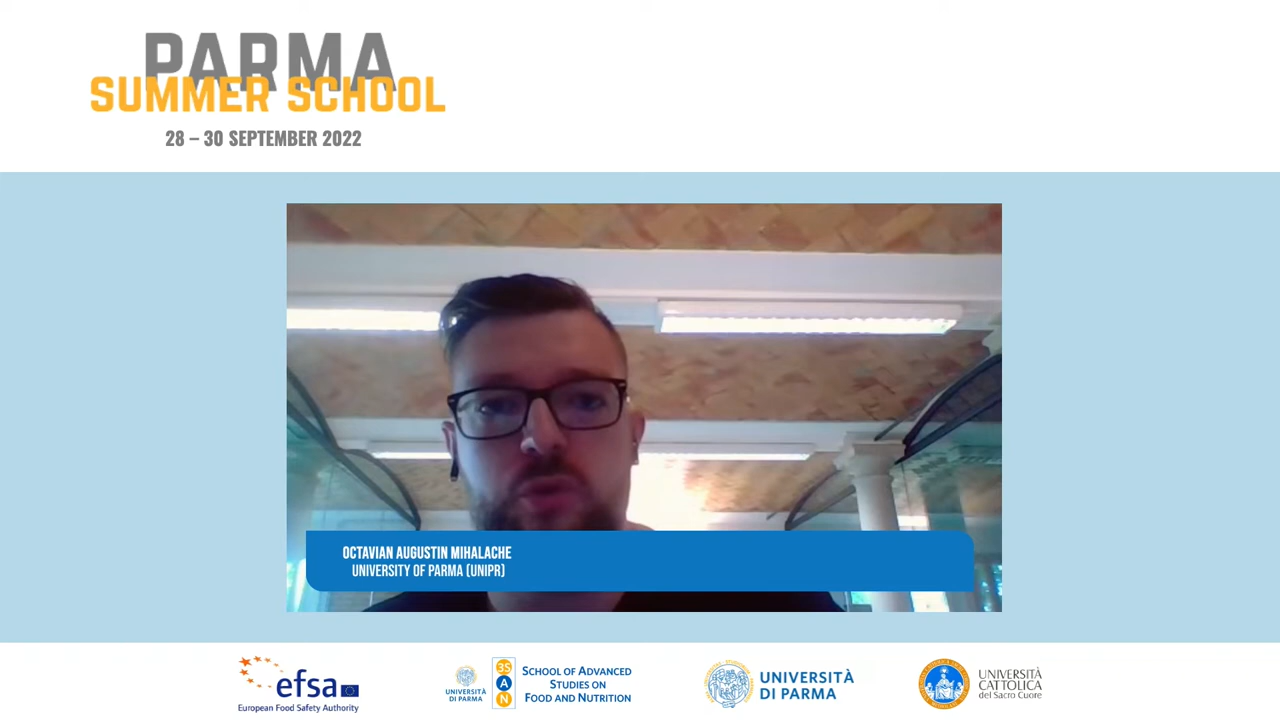 PARMA
SUMMER SCHOOL
28 – 30 SEPTEMBER 2022
OCTAVIAN AUGUSTIN MIHALACHE
UNIVERSITY OF PARMA (UNIPR)
efsa
European Food Safety Authority
UNIVERSITÀ
DI PARMA
3S
A
N
SCHOOL OF ADVANCED
STUDIES ON
FOOD AND NUTRITION
UNIVERSITÀ
DI PARMA
UNIVERSITÀ
CATTOLICA
del Sacro Cuore